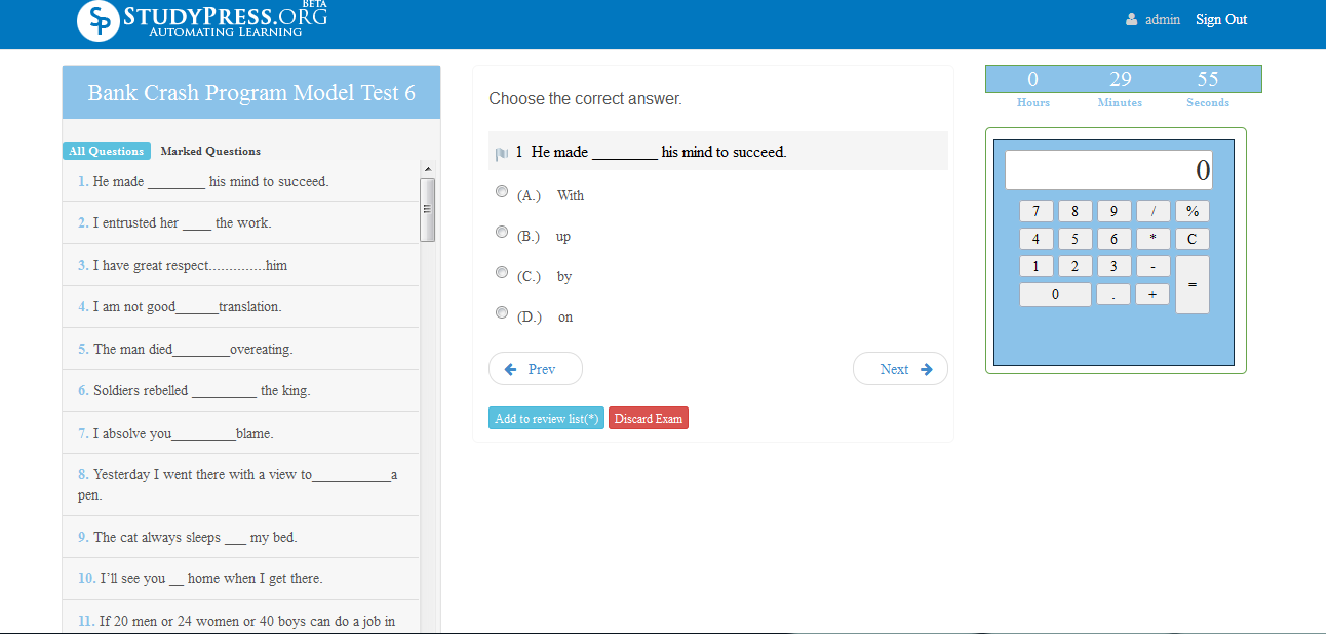 BETA
SP STUDYPRESS.ORG
AUTOMATING LEARNING
admin Sign Out
Bank Crash Program Model Test 6
All Questions Marked Questions
1. He made ________ his mind to succeed.
2. I entrusted her ____ the work.
3. I have great respect..............him
4. I am not good______translation.
5. The man died________overeating.
6. Soldiers rebelled _________ the king.
7. I absolve you_________blame.
8. Yesterday I went there with a view to___________a
pen.
9. The cat always sleeps ___ my bed.
10. I’ll see you __ home when I get there.
11. If 20 men or 24 women or 40 boys can do a job in
Choose the correct answer.
1 He made _________ his mind to succeed.
(A.) With
(B.) up
(C.) by
(D.) on
Prev Next
Add to review list(*) Discard Exam
0 29 55
Hours Minutes Seconds
0
7 8 9 / %
4 5 6 * C
1 2 3 - =
0 . +